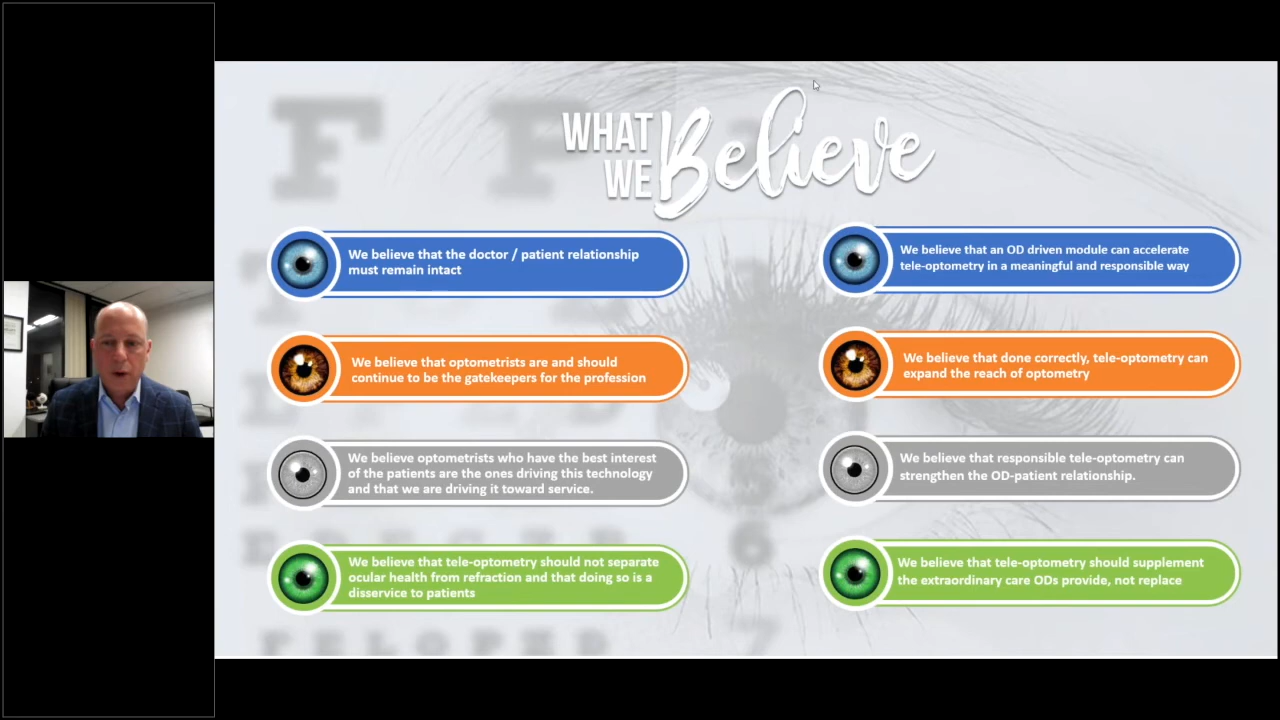 WHAT
WE Believe
We believe that the doctor / patient relationship
must remain intact
We believe that optometrists are and should
continue to be the gatekeepers for the profession
We believe optometrists who have the best interest
of the patients are the ones driving this technology
and that we are driving it toward service.
We believe that tele-optometry should not separate
ocular health from refraction and that doing so is a
disservice to patients
We believe that an OD driven module can accelerate
tele-optometry in a meaningful and responsible way
We believe that done correctly, tele-optometry can
expand the reach of optometry
We believe that responsible tele-optometry can
strengthen the OD-patient relationship.
We believe that tele-optometry should supplement
the extraordinary care ODs provide, not replace